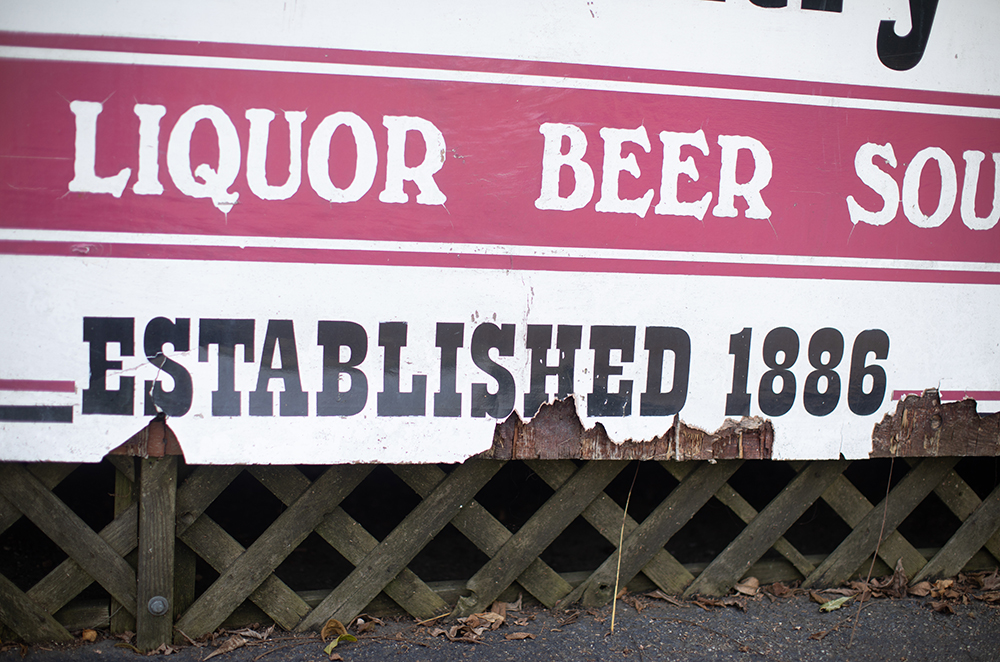 LIQUOR BEER SOU
ESTABLISHED 1886